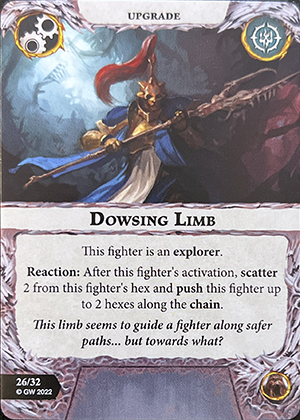 UPGRADE
Dowsing Limb
This fighter is an explorer.
Reaction: After this fighter's activation, scatter
2 from this fighter's hex and push this fighter up
to 2 hexes along the chain.
This limb seems to guide a fighter along safer
paths... but towards what?
26/32
© GW 2022